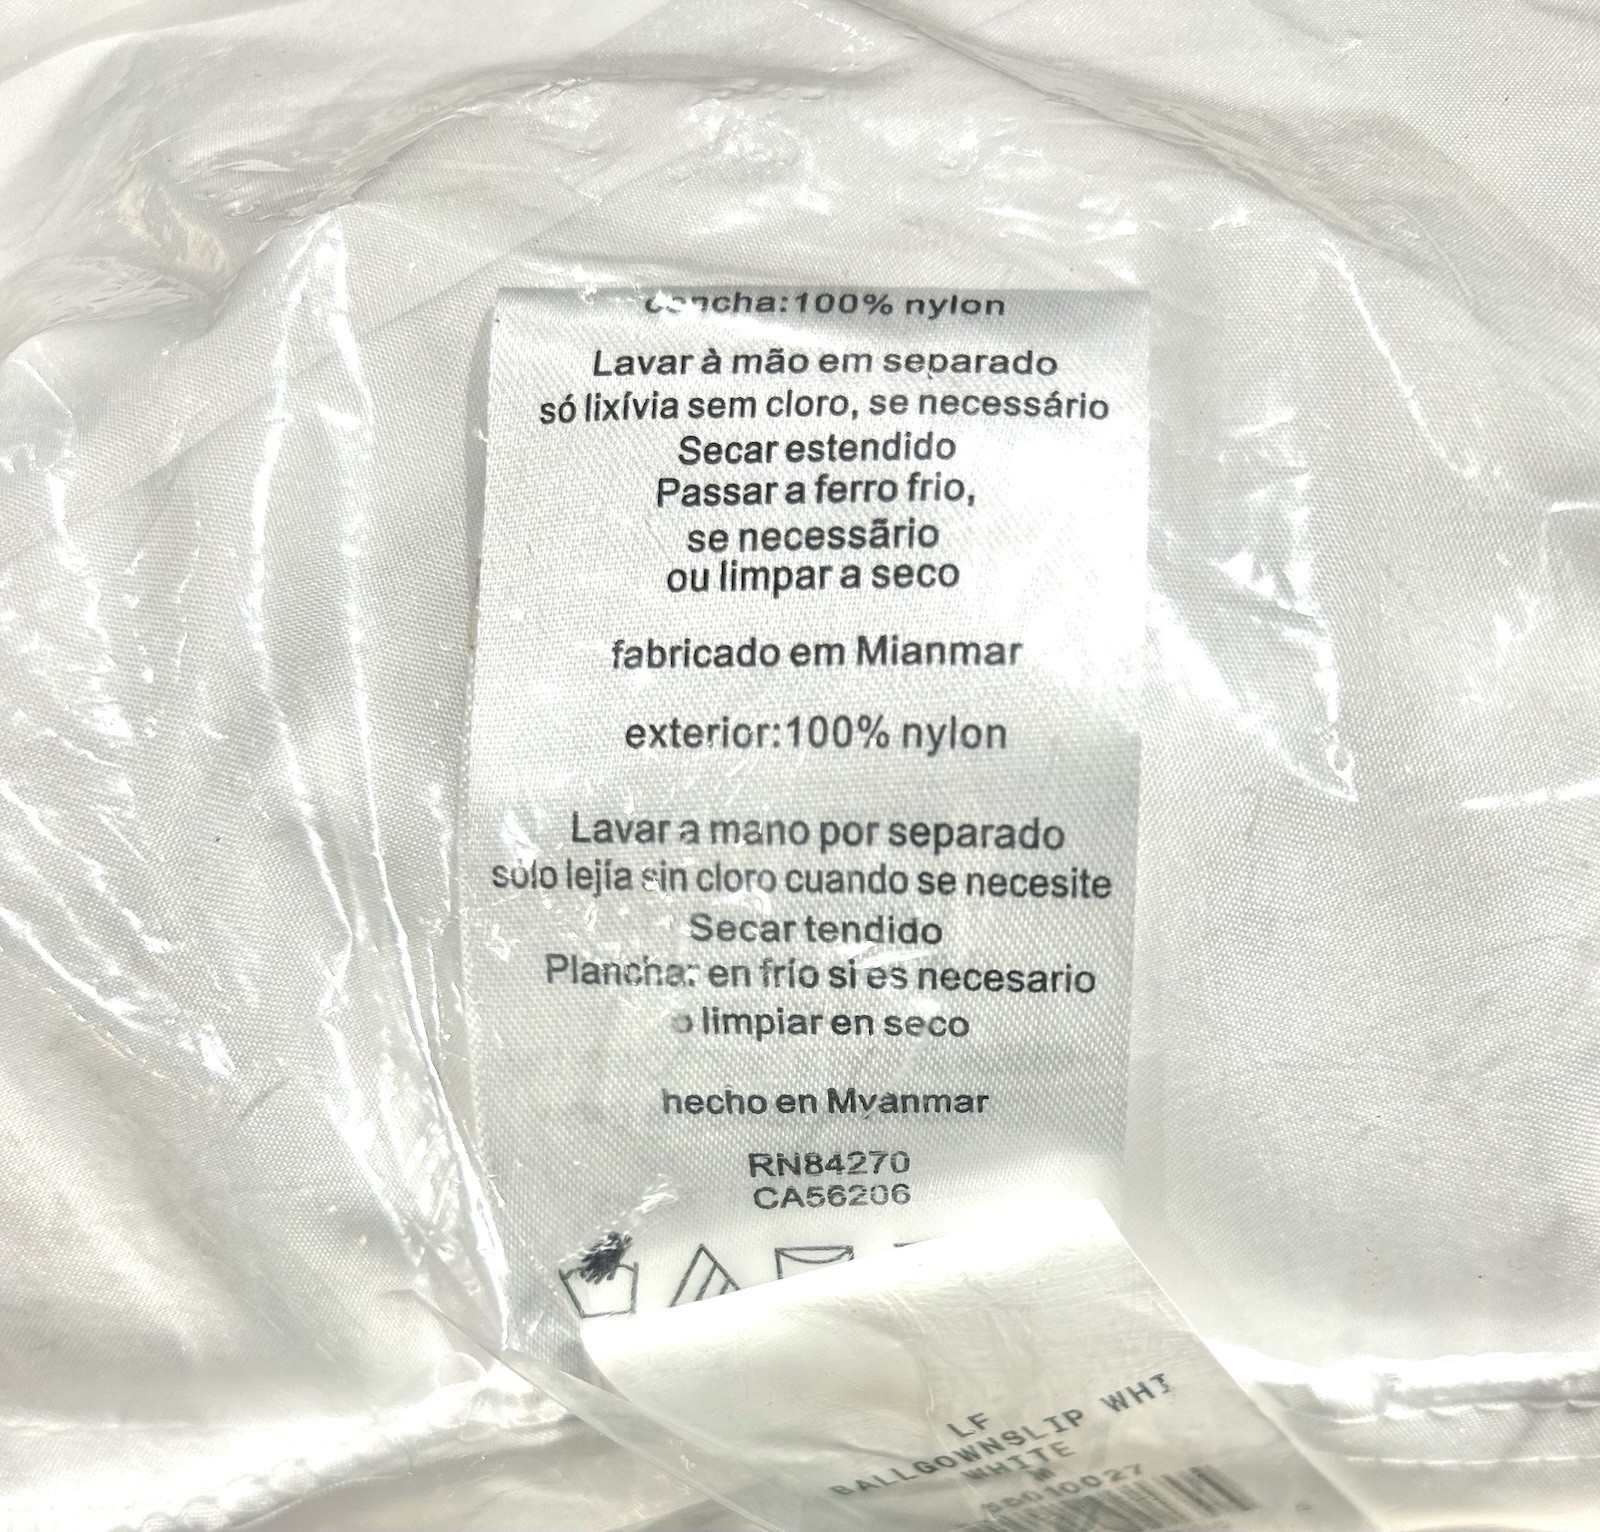 concha:100% nylon
Lavar à mão em separado
só lixívia sem cloro, se necessário
Secar estendido
Passar a ferro frio,
se necessãrio
ou limpar a seco
fabricado em Mianmar
exterior:100% nylon
Lavar a mano por separado
sólo lejía sin cloro cuando se necesite
Secar tendido
Planchar en frío si es necesario
o limpiar en seco
hecho en Myanmar
RN84270
CA56206
LF
BALLGOWNSLIP WHI
WHITE
M